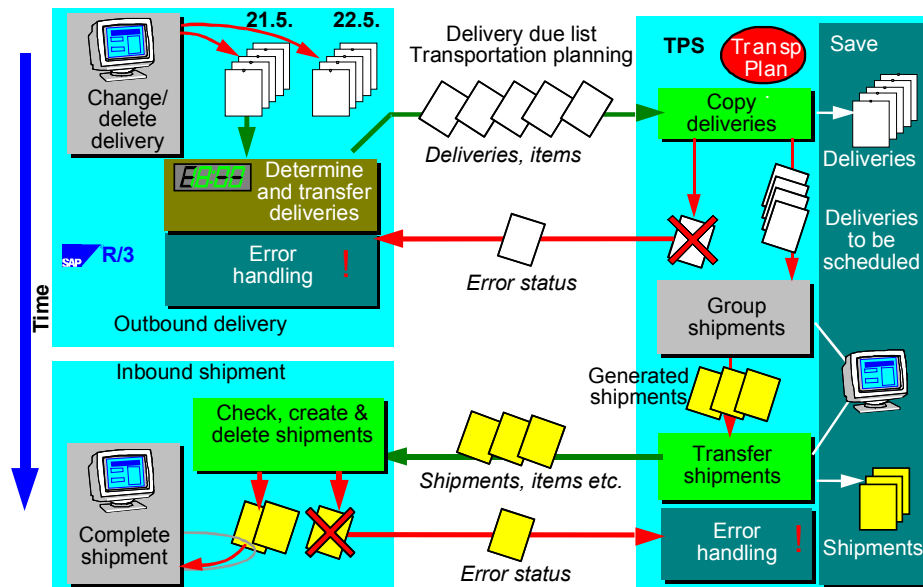 21.5. 22.5.
Change/
delete
delivery
Determine
and transfer
deliveries
Error
handling !
SAP R/3
Outbound delivery
Time
Delivery due list
Transportation planning
Deliveries, items
Error status
TPS
Transp
Plan
Save
Copy
deliveries
Deliveries
Deliveries
to be
scheduled
Group
shipments
Generated
shipments
Inbound shipment
Check, create &
delete shipments
Complete
shipment
Shipments, items etc.
Error status
Transfer
shipments
Error
handling !
Shipments